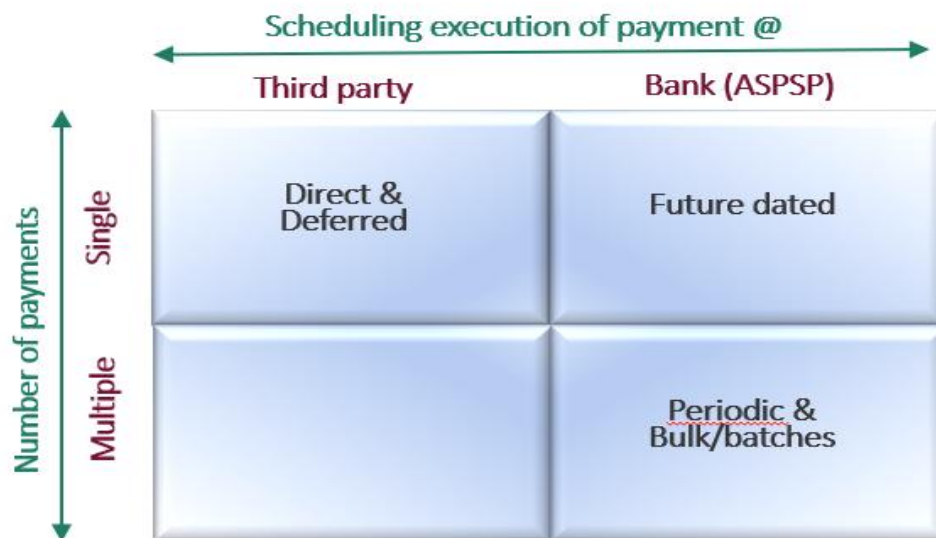 Scheduling execution of payment @
Third party
Bank (ASPSP)
Number of payments
Single
Direct &
Deferred
Future dated
Multiple
Periodic &
Bulk/batches